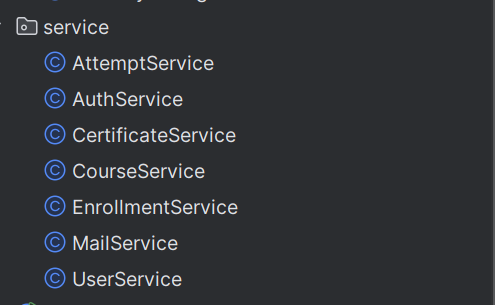 service
AttemptService
AuthService
CertificateService
CourseService
EnrollmentService
MailService
UserService